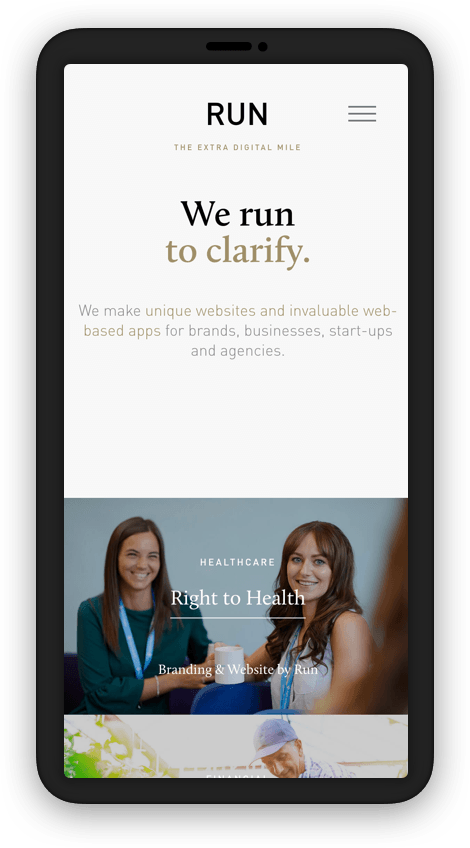 RUN
THE EXTRA DIGITAL MILE
We run
to clarify.
We make unique websites and invaluable web-
based apps for brands, businesses, start-ups
and agencies.
HEALTHCARE
Right to Health
Branding & Website by Run
FINANCIAL